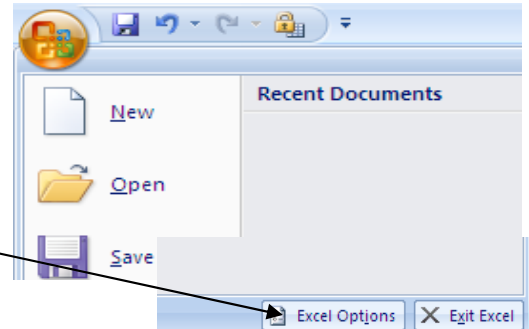 Recent Documents
New
Open
Save
Excel Options
Exit Excel